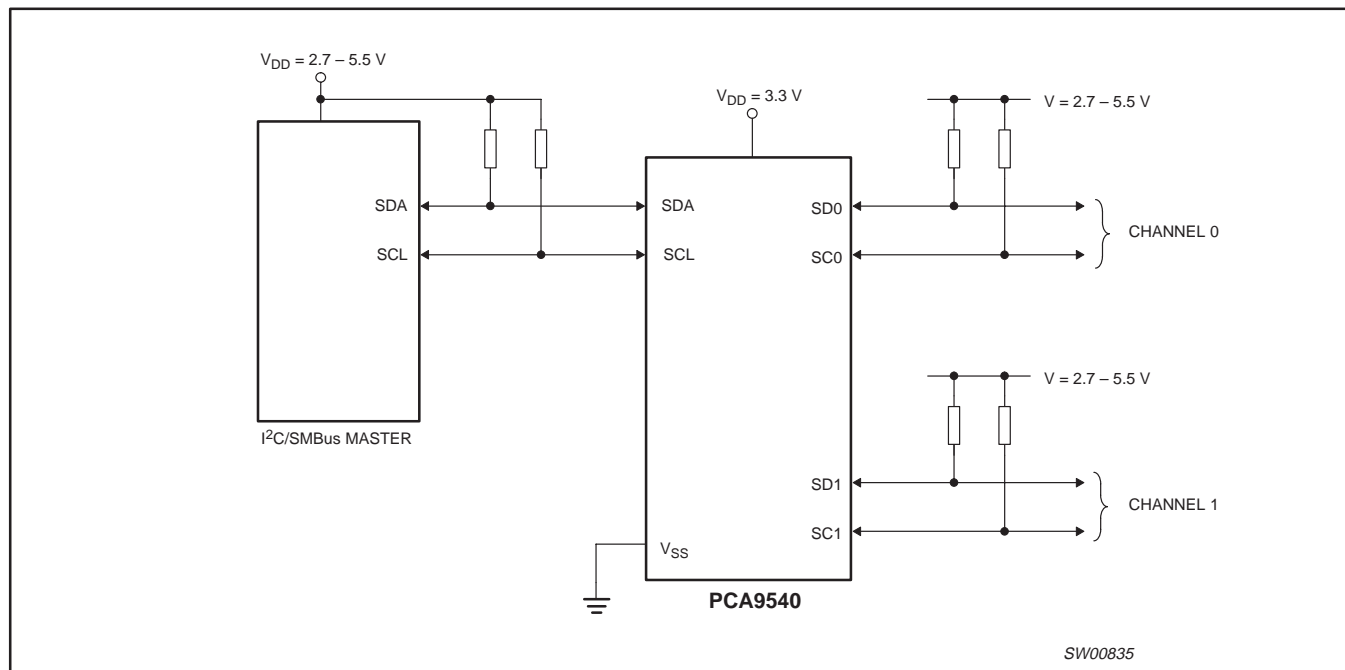 V_DD = 2.7 – 5.5 V
V_DD = 3.3 V
V = 2.7 – 5.5 V
SDA
SCL
SDA
SCL
SD0
SC0
CHANNEL 0
I²C/SMBus MASTER
V = 2.7 – 5.5 V
SD1
SC1
CHANNEL 1
V_SS
PCA9540
SW00835